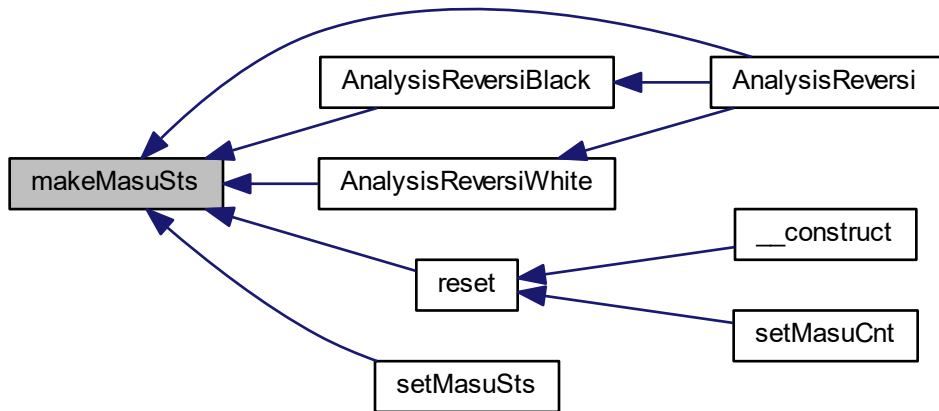 makeMasuSts
AnalysisReversiBlack
AnalysisReversi
AnalysisReversiWhite
reset
__construct
setMasuCnt
setMasuSts